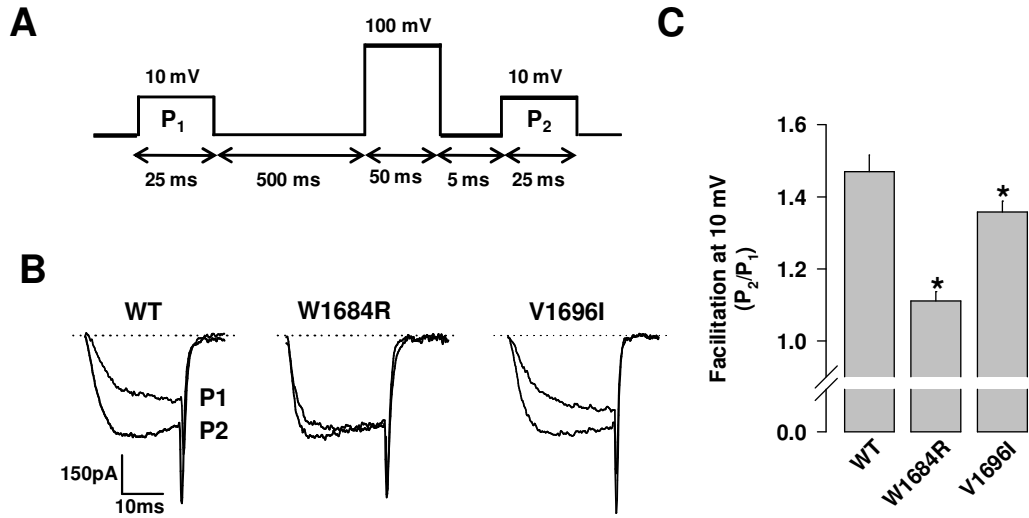 A
10 mV
P1
100 mV
10 mV
P2
25 ms
500 ms
50 ms
5 ms
25 ms
B
WT
W1684R
V1696I
P1
P2
150pA
10ms
C
Facilitation at 10 mV
(P2/P1)
1.6
1.4
1.2
1.0
0.0
*
*
WT
W1684R
V1696I